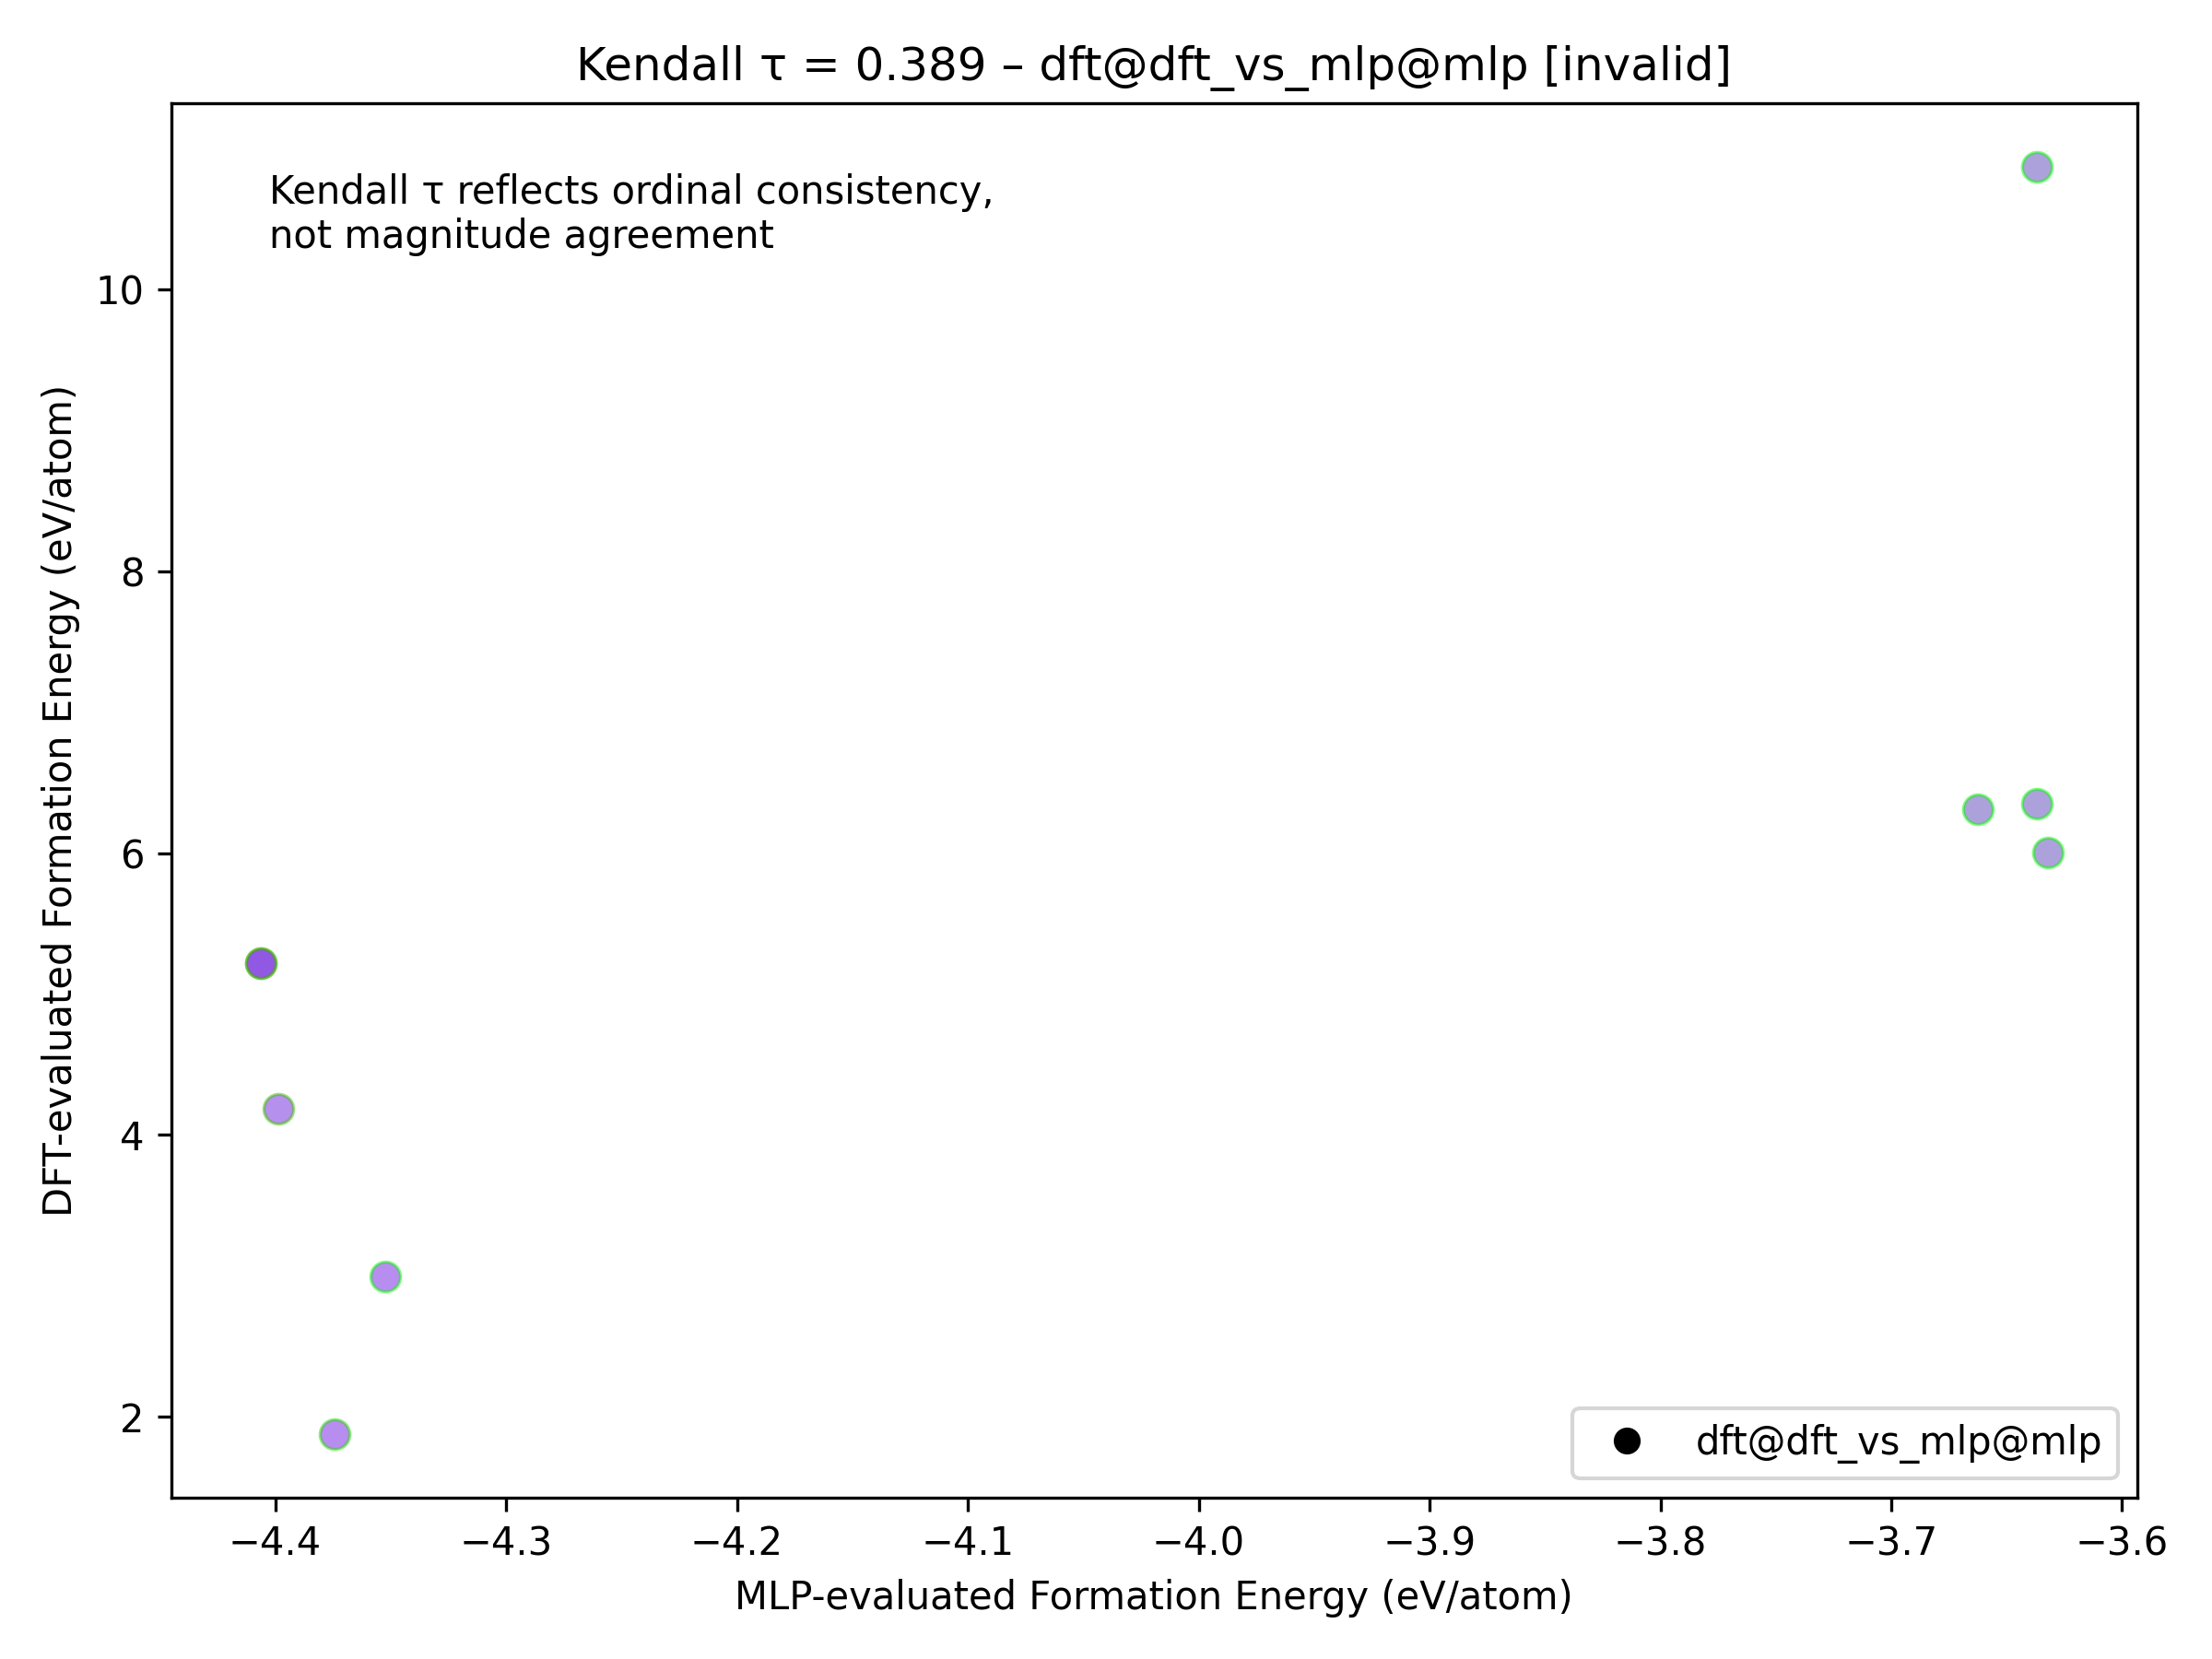 Kendall τ = 0.389 – dft@dft_vs_mlp@mlp [invalid]
Kendall τ reflects ordinal consistency,
not magnitude agreement
DFT-evaluated Formation Energy (eV/atom)
10
8
6
4
2
dft@dft_vs_mlp@mlp
−4.4 −4.3 −4.2 −4.1 −4.0 −3.9 −3.8 −3.7 −3.6
MLP-evaluated Formation Energy (eV/atom)